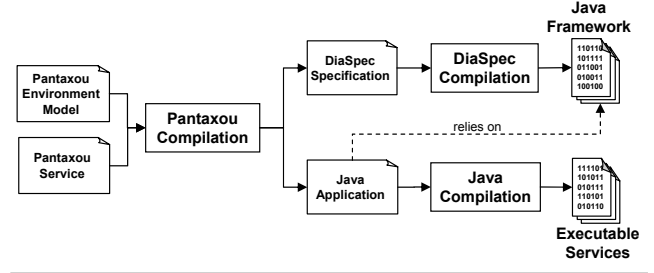 Java
Framework
110110
101111
011001
010011
100100
DiaSpec
Specification
DiaSpec
Compilation
Pantaxou
Environment
Model
Pantaxou
Compilation
relies on
Pantaxou
Service
Java
Application
Java
Compilation
111101
101011
010111
110101
010110
Executable
Services